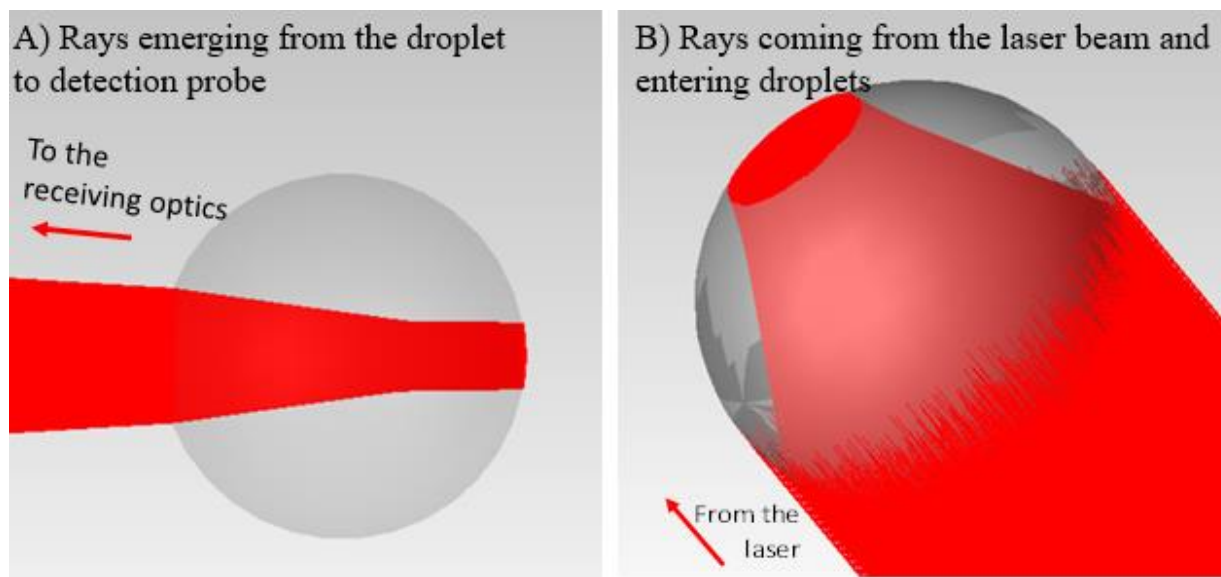 A) Rays emerging from the droplet
to detection probe
To the
receiving optics
B) Rays coming from the laser beam and
entering droplets
From the
laser